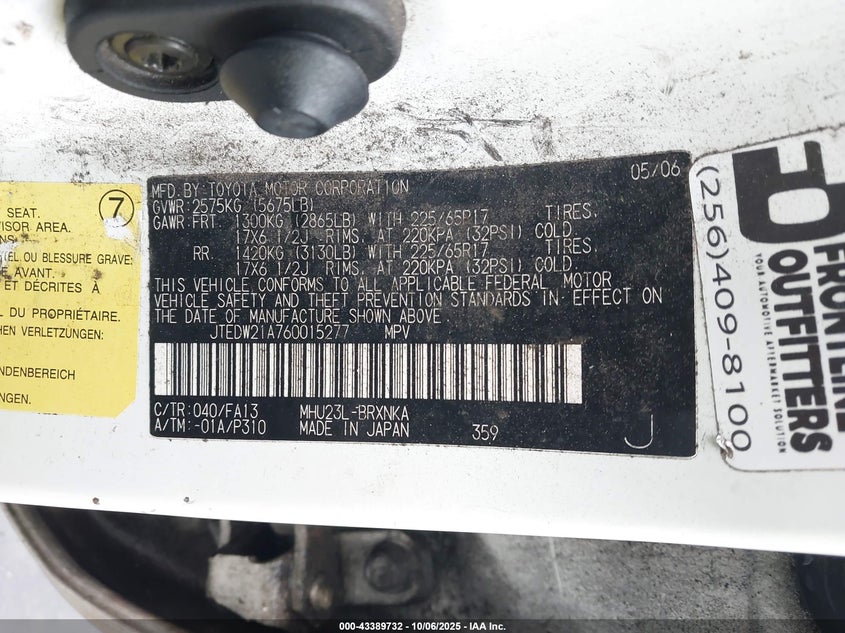 05/06
MFD. BY: TOYOTA MOTOR CORPORATION
GVWR: 2575KG (5675LB)
GAWR: FRT 1300KG (2865LB) WITH 225/65R17 TIRES,
17X6 1/2J RIMS, AT 220KPA (32PSI) COLD.
RR 1420KG (3130LB) WITH 225/65R17 TIRES,
17X6 1/2J RIMS, AT 220KPA (32PSI) COLD.
THIS VEHICLE CONFORMS TO ALL APPLICABLE FEDERAL MOTOR
VEHICLE SAFETY AND THEFT PREVENTION STANDARDS IN EFFECT ON
THE DATE OF MANUFACTURE SHOWN ABOVE
JTEDW21A760015277 MPV
C/TR: 040/FA13 MHU23L-BRXNKA
A/TM: -01A/P310 MADE IN JAPAN 359 J
7
SEAT.
VISOR AREA.
TEL OU BLESSURE GRAVE:
AVANT.
ET DÉCRITES À
L DU PROPRIÉTAIRE.
CHEN VERLETZUNGEN:
NDENBEREICH
FRONTLINE
OUTFITTERS
YOUR AUTOMOTIVE AFTERMARKET OUTFITTERS
(256)409-8100
000-43389732 - 10/06/2025 - IAA Inc.